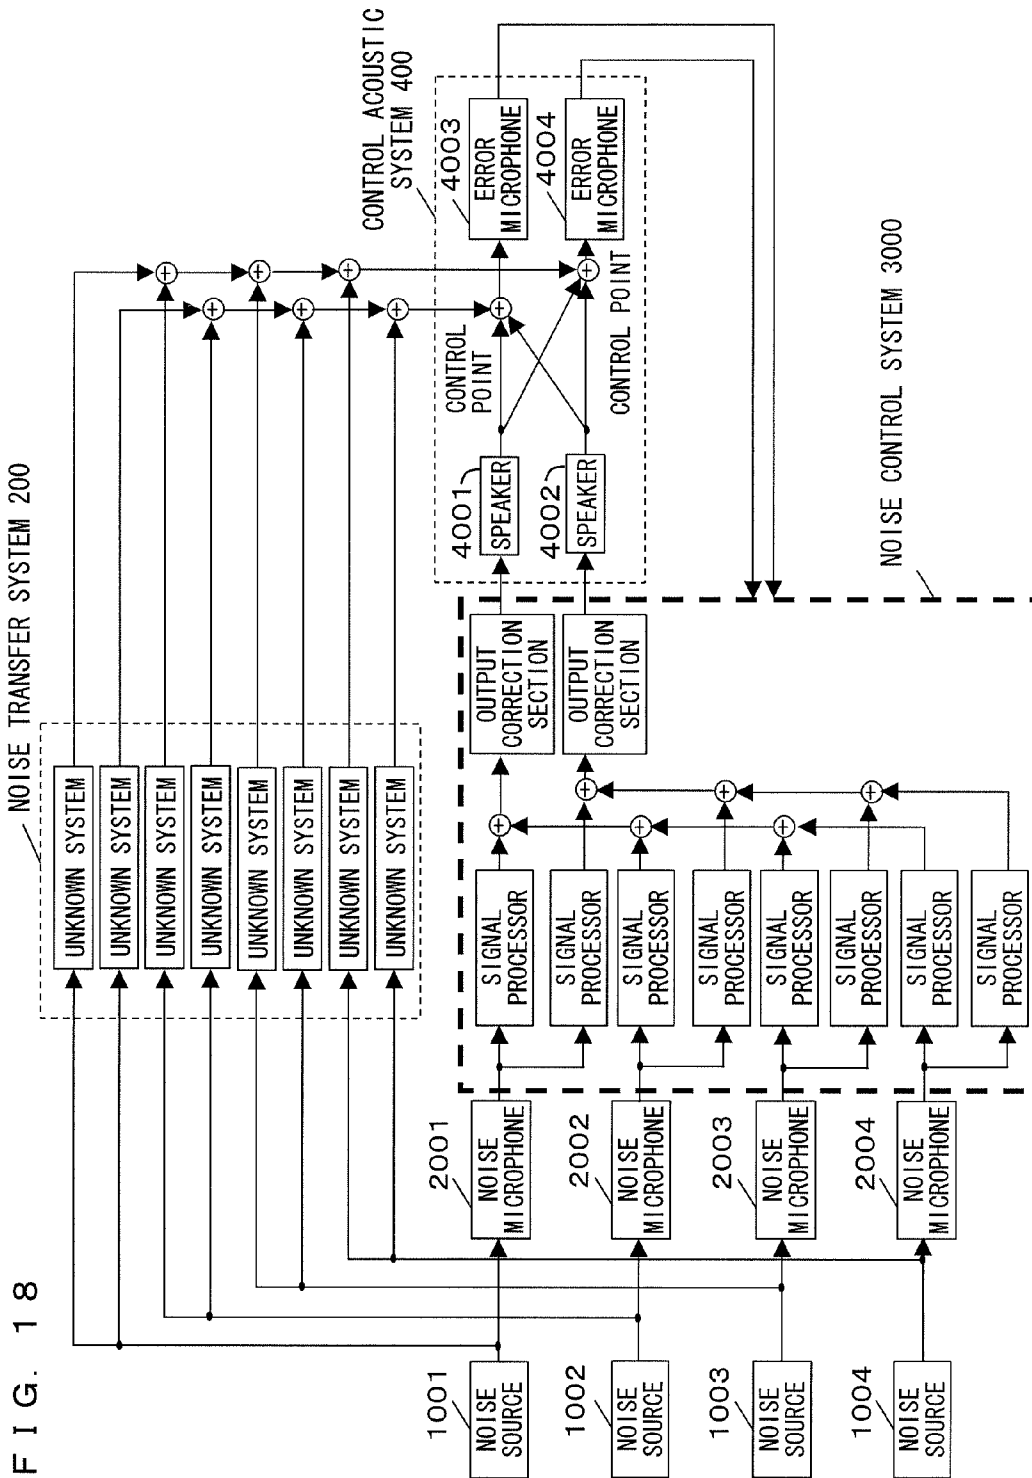 FIG. 18
NOISE TRANSFER SYSTEM 200
UNKNOWN SYSTEM
UNKNOWN SYSTEM
UNKNOWN SYSTEM
UNKNOWN SYSTEM
UNKNOWN SYSTEM
UNKNOWN SYSTEM
UNKNOWN SYSTEM
UNKNOWN SYSTEM
CONTROL ACOUSTIC
SYSTEM 400
1001
NOISE
SOURCE
2001
NOISE
MICROPHONE
SIGNAL
PROCESSOR
SIGNAL
PROCESSOR
OUTPUT
CORRECTION
SECTION
4001
SPEAKER
CONTROL
POINT
4003
ERROR
MICROPHONE
1002
NOISE
SOURCE
2002
NOISE
MICROPHONE
SIGNAL
PROCESSOR
SIGNAL
PROCESSOR
OUTPUT
CORRECTION
SECTION
4002
SPEAKER
CONTROL POINT
4004
ERROR
MICROPHONE
1003
NOISE
SOURCE
2003
NOISE
MICROPHONE
SIGNAL
PROCESSOR
SIGNAL
PROCESSOR
1004
NOISE
SOURCE
2004
NOISE
MICROPHONE
SIGNAL
PROCESSOR
SIGNAL
PROCESSOR
NOISE CONTROL SYSTEM 3000